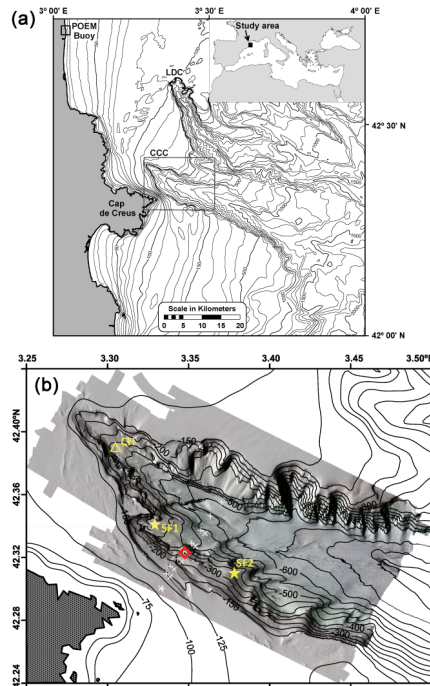 (a)
3° 00' E
3° 30' E
4° 00' E
POEM
Buoy
Study area
LDC
42° 30' N
CCC
Cap
de Creus
Scale in Kilometers
0 5 10 15 20
42° 00' N
(b)
3.25 3.30 3.35 3.40 3.45 3.50
42.40ºN
42.36
42.32
42.28
42.24
CH1
SF1
SF2
150
-200
-300
-150
-600
-500
-400
-300
75
100
125